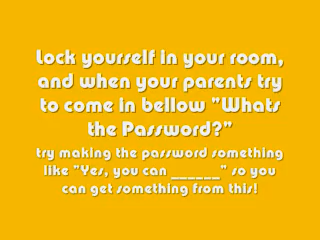 Lock yourself in your room,
and when your parents try
to come in bellow "Whats
the Password?"
try making the password something
like "Yes, you can ______" so you
can get something from this!